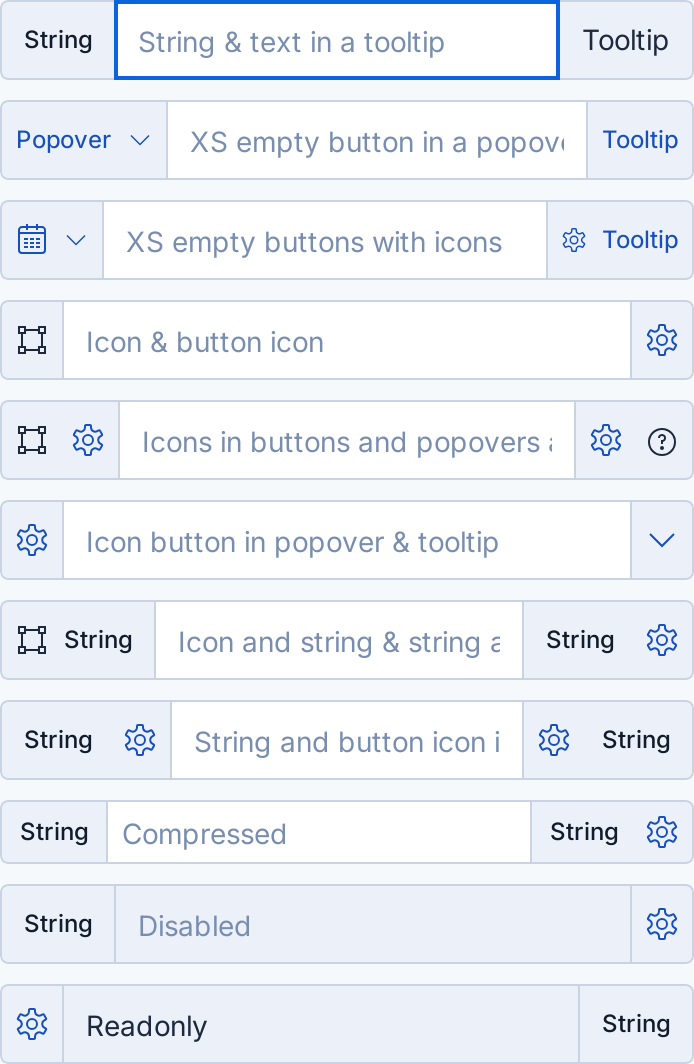 String String & text in a tooltip Tooltip
Popover XS empty button in a popov Tooltip
XS empty buttons with icons Tooltip
Icon & button icon
Icons in buttons and popovers
Icon button in popover & tooltip
String Icon and string & string String
String String and button icon i String
String Compressed String
String Disabled
Readonly String